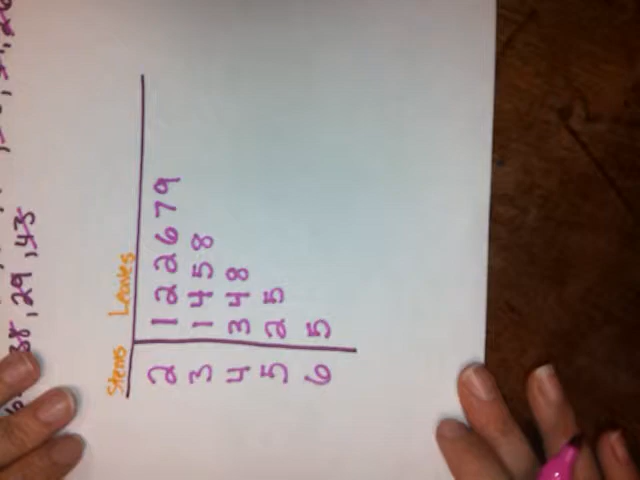 38, 29, 43
Stems Leaves
2 1 2 2 6 7 9
3 1 4 5 8
4 3 4 8
5 2 5
6 5